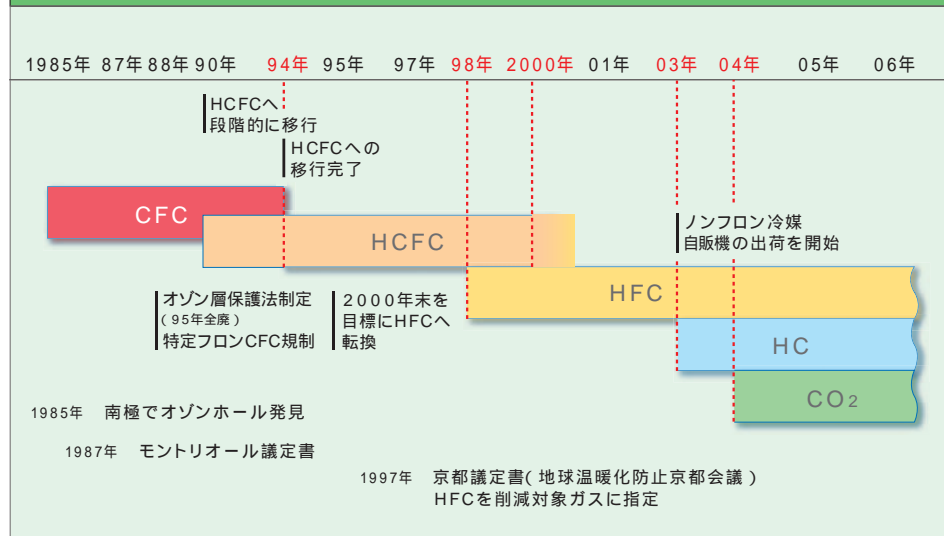 1985年 87年 88年 90年 94年 95年 97年 98年 2000年 01年 03年 04年 05年 06年
HCFCへ
段階的に移行
HCFCへの
移行完了
CFC
HCFC
ノンフロン冷媒
自販機の出荷を開始
HFC
オゾン層保護法制定
(95年全廃)
特定フロンCFC規制
2000年末を
目標にHFCへ
転換
HC
CO2
1985年 南極でオゾンホール発見
1987年 モントリオール議定書
1997年 京都議定書(地球温暖化防止京都会議)
HFCを削減対象ガスに指定